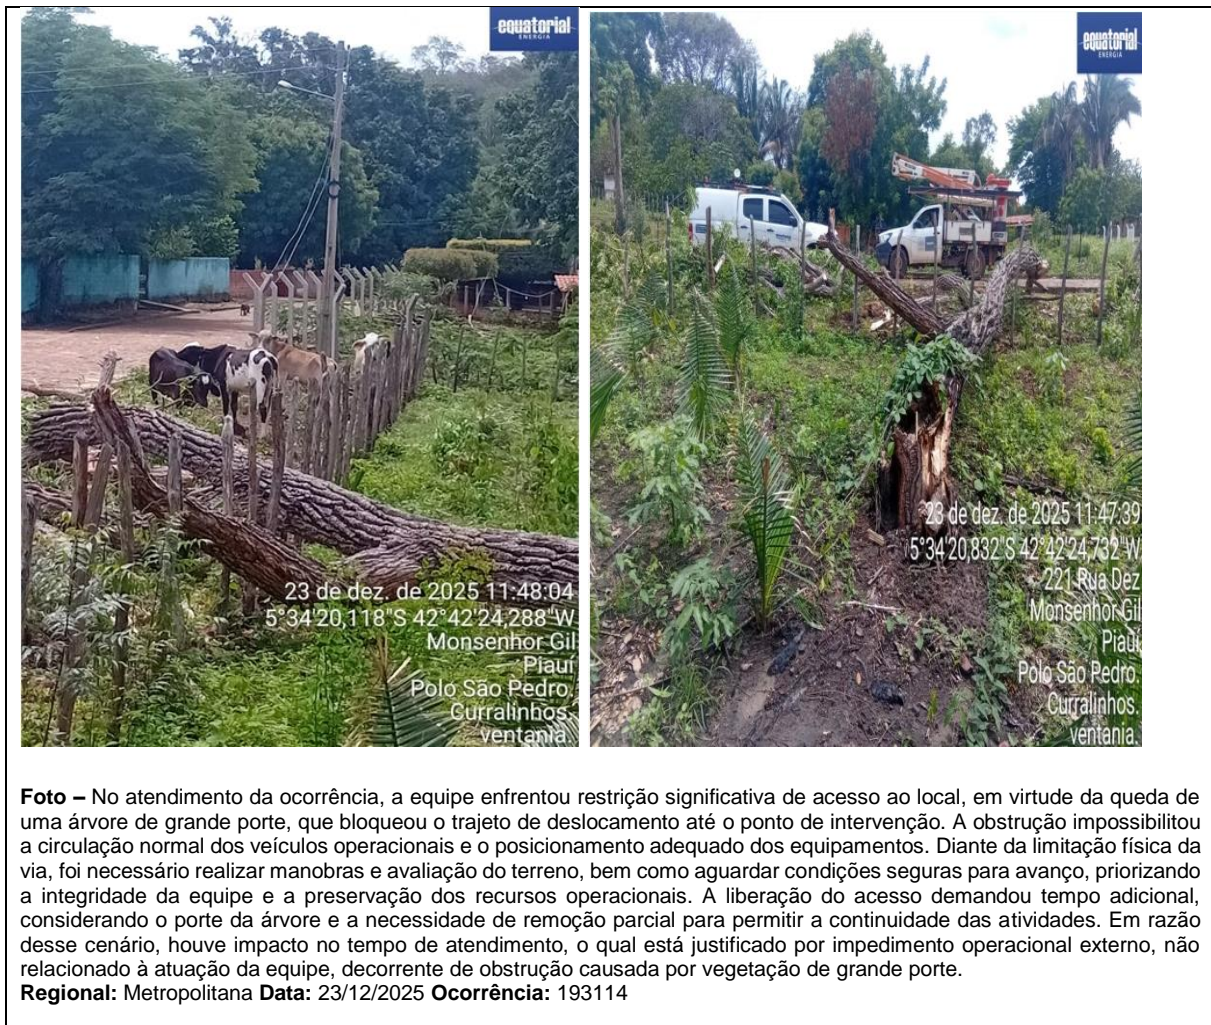 equatorial
ENERGIA
23 de dez. de 2025 11:48:04
5°34'20,118"S 42°42'24,288"W
Monsenhor Gil
Piauí
Polo São Pedro.
Curralinhos.
ventania.
equatorial
ENERGIA
23 de dez. de 2025 11:47:39
5°34'20,832"S 42°42'24,732"W
221 Rua Dez
Monsenhor Gil
Piauí
Polo São Pedro.
Curralinhos.
ventania.
Foto – No atendimento da ocorrência, a equipe enfrentou restrição significativa de acesso ao local, em virtude da queda de
uma árvore de grande porte, que bloqueou o trajeto de deslocamento até o ponto de intervenção. A obstrução impossibilitou
a circulação normal dos veículos operacionais e o posicionamento adequado dos equipamentos. Diante da limitação física da
via, foi necessário realizar manobras e avaliação do terreno, bem como aguardar condições seguras para avanço, priorizando
a integridade da equipe e a preservação dos recursos operacionais. A liberação do acesso demandou tempo adicional,
considerando o porte da árvore e a necessidade de remoção parcial para permitir a continuidade das atividades. Em razão
desse cenário, houve impacto no tempo de atendimento, o qual está justificado por impedimento operacional externo, não
relacionado à atuação da equipe, decorrente de obstrução causada por vegetação de grande porte.
Regional: Metropolitana Data: 23/12/2025 Ocorrência: 193114